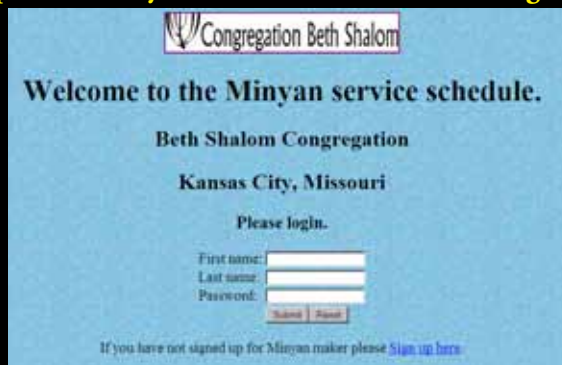 Congregation Beth Shalom
Welcome to the Minyan service schedule.
Beth Shalom Congregation
Kansas City, Missouri
Please login.
First name:
Last name:
Password:
Submit Reset
If you have not signed up for Minyan maker please Sign up here.